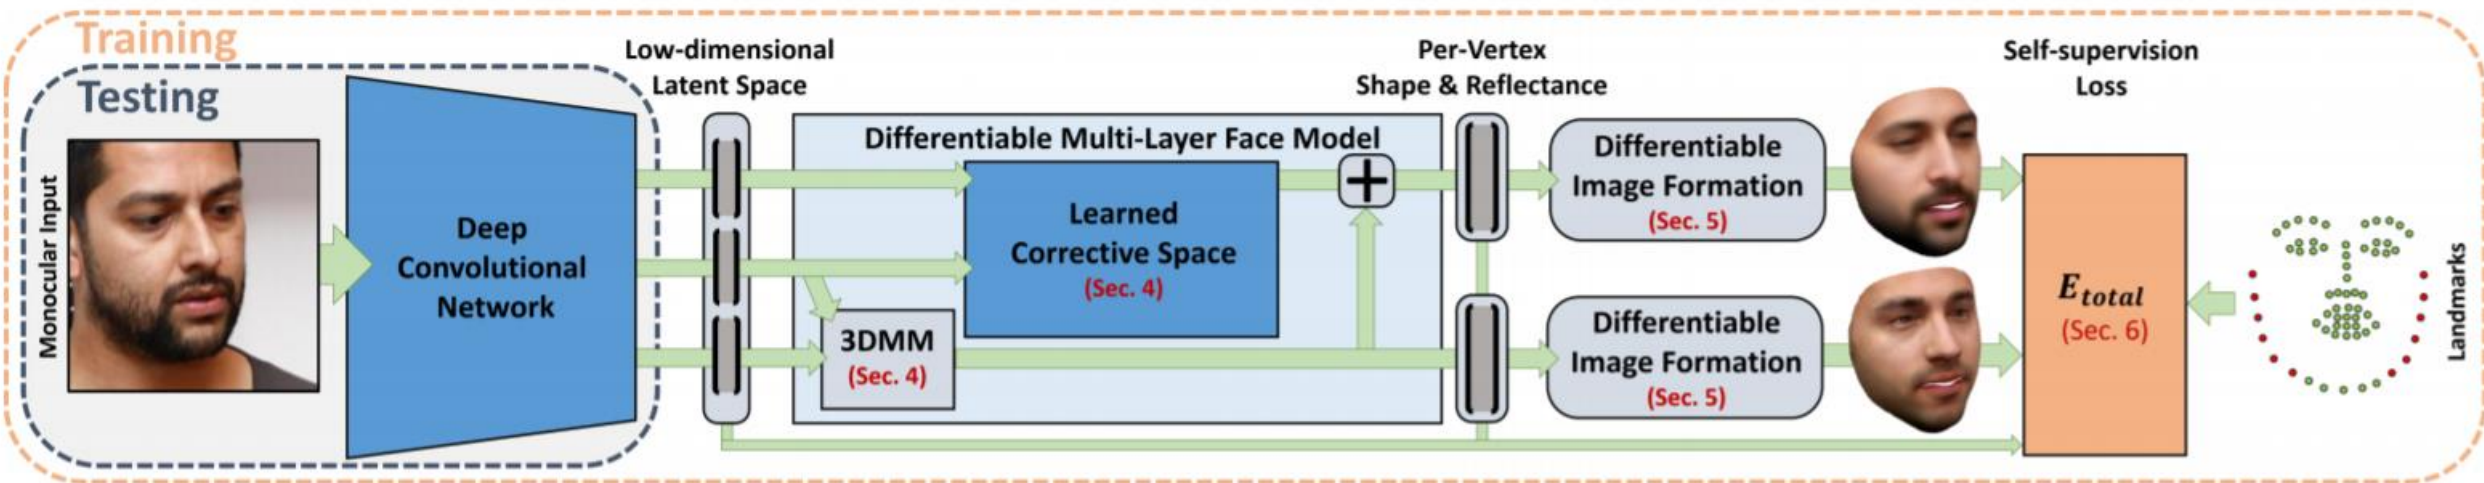 Training
Testing
Monocular Input
Deep
Convolutional
Network
Low-dimensional
Latent Space
Differentiable Multi-Layer Face Model
Learned
Corrective Space
(Sec. 4)
3DMM
(Sec. 4)
+
Per-Vertex
Shape & Reflectance
Differentiable
Image Formation
(Sec. 5)
Differentiable
Image Formation
(Sec. 5)
Self-supervision
Loss
E_total
(Sec. 6)
Landmarks